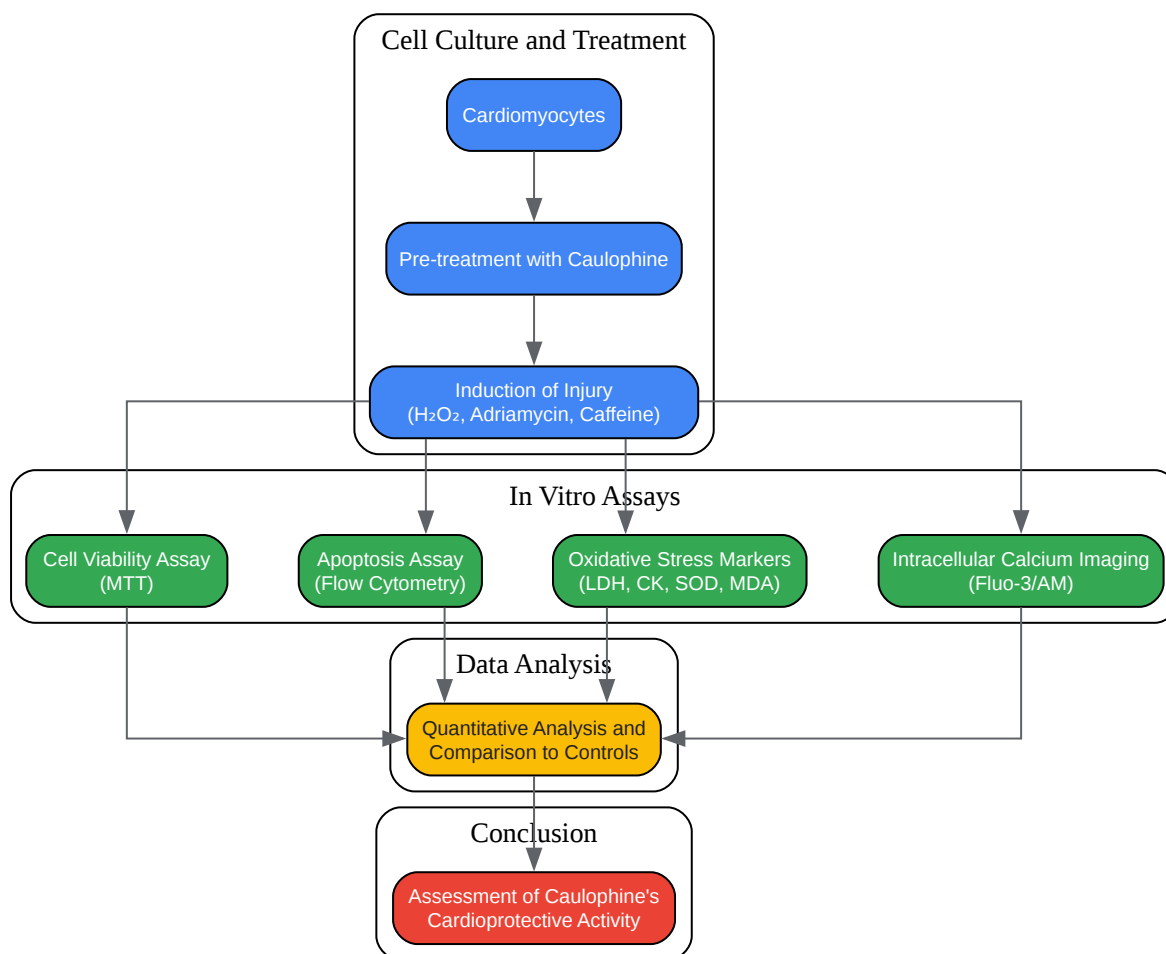 Cell Culture and Treatment
Cardiomyocytes
Pre-treatment with Caulophine
Induction of Injury
(H₂O₂, Adriamycin, Caffeine)
In Vitro Assays
Cell Viability Assay
(MTT)
Apoptosis Assay
(Flow Cytometry)
Oxidative Stress Markers
(LDH, CK, SOD, MDA)
Intracellular Calcium Imaging
(Fluo-3/AM)
Data Analysis
Quantitative Analysis and
Comparison to Controls
Conclusion
Assessment of Caulophine's
Cardioprotective Activity